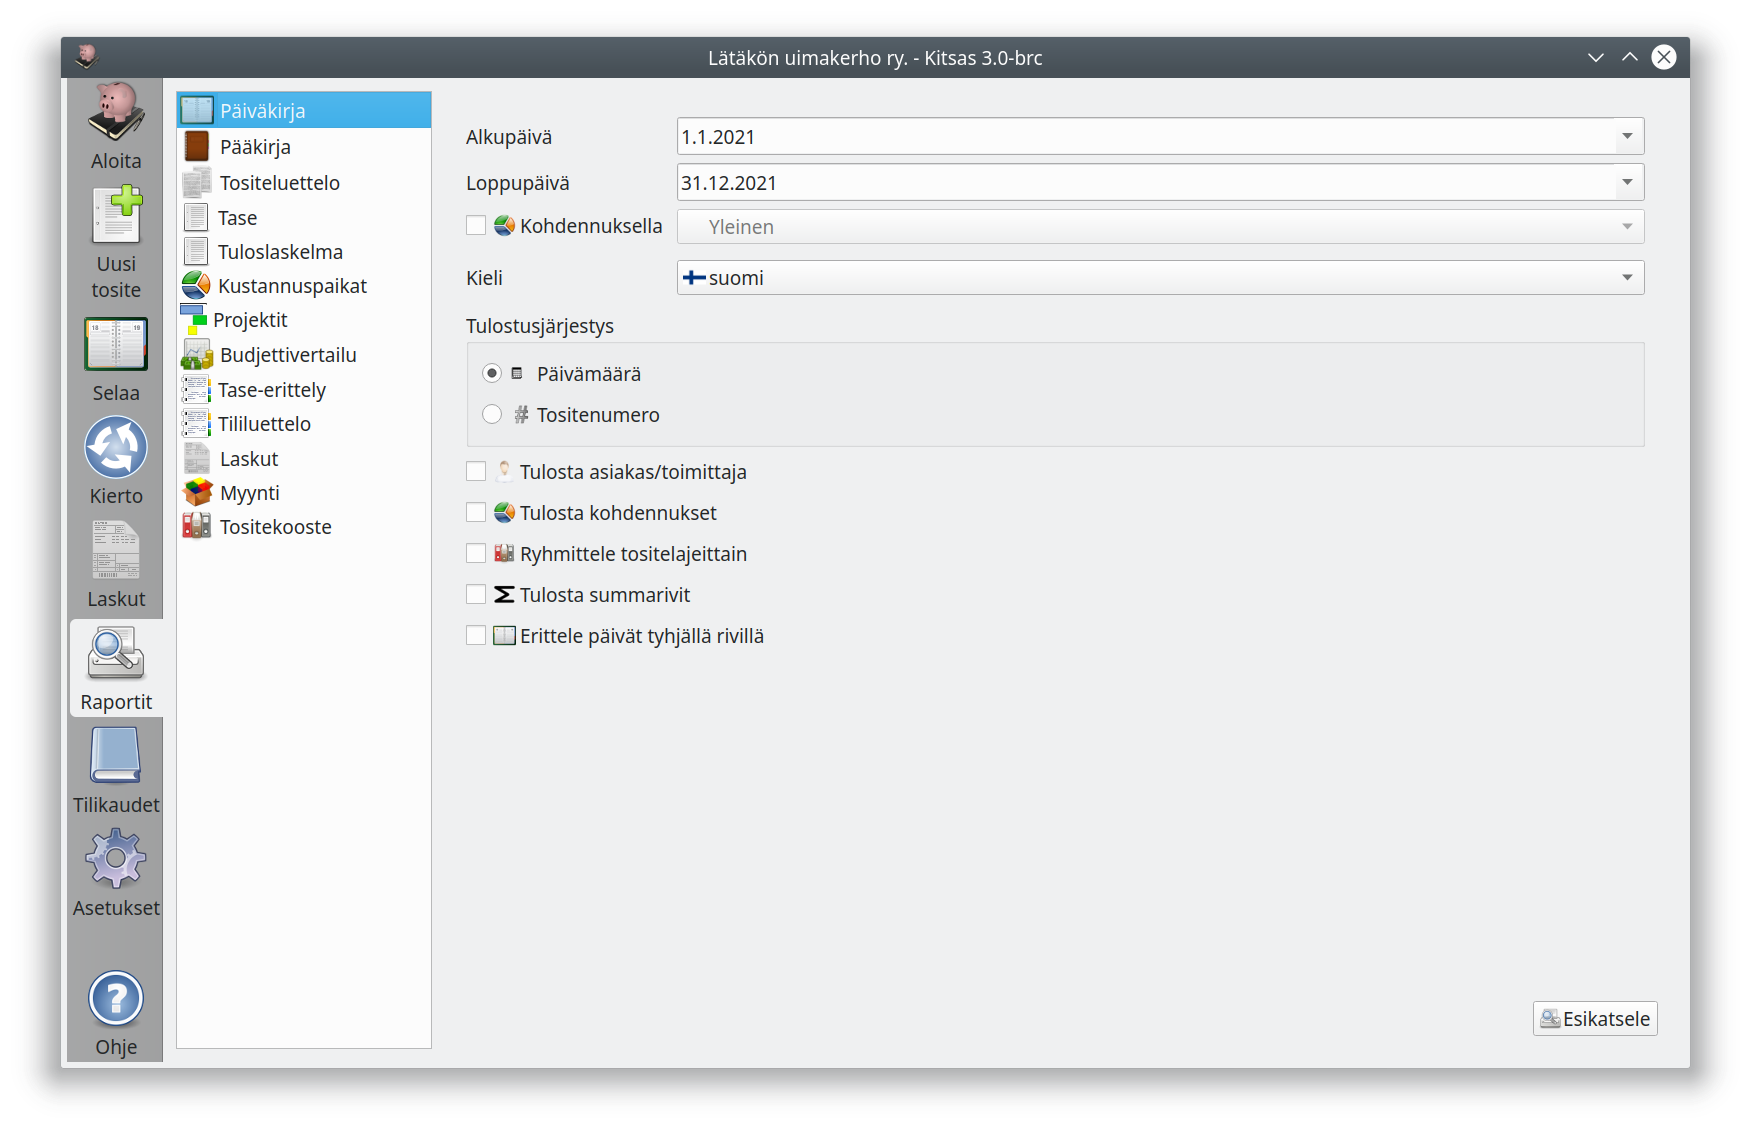 Lätäkön uimakerho ry. - Kitsas 3.0-brc
Aloita
Uusi
tosite
Selaa
Kierto
Laskut
Raportit
Tilikaudet
Asetukset
Ohje
Päiväkirja
Pääkirja
Tositeluettelo
Tase
Tuloslaskelma
Kustannuspaikat
Projektit
Budjettivertailu
Tase-erittely
Tililuettelo
Laskut
Myynti
Tositekooste
Alkupäivä 1.1.2021
Loppupäivä 31.12.2021
Kohdennuksella Yleinen
Kieli suomi
Tulostusjärjestys
Päivämäärä
# Tositenumero
Tulosta asiakas/toimittaja
Tulosta kohdennukset
Ryhmittele tositelajeittain
Σ Tulosta summarivit
Erittele päivät tyhjällä rivillä
Esikatsele